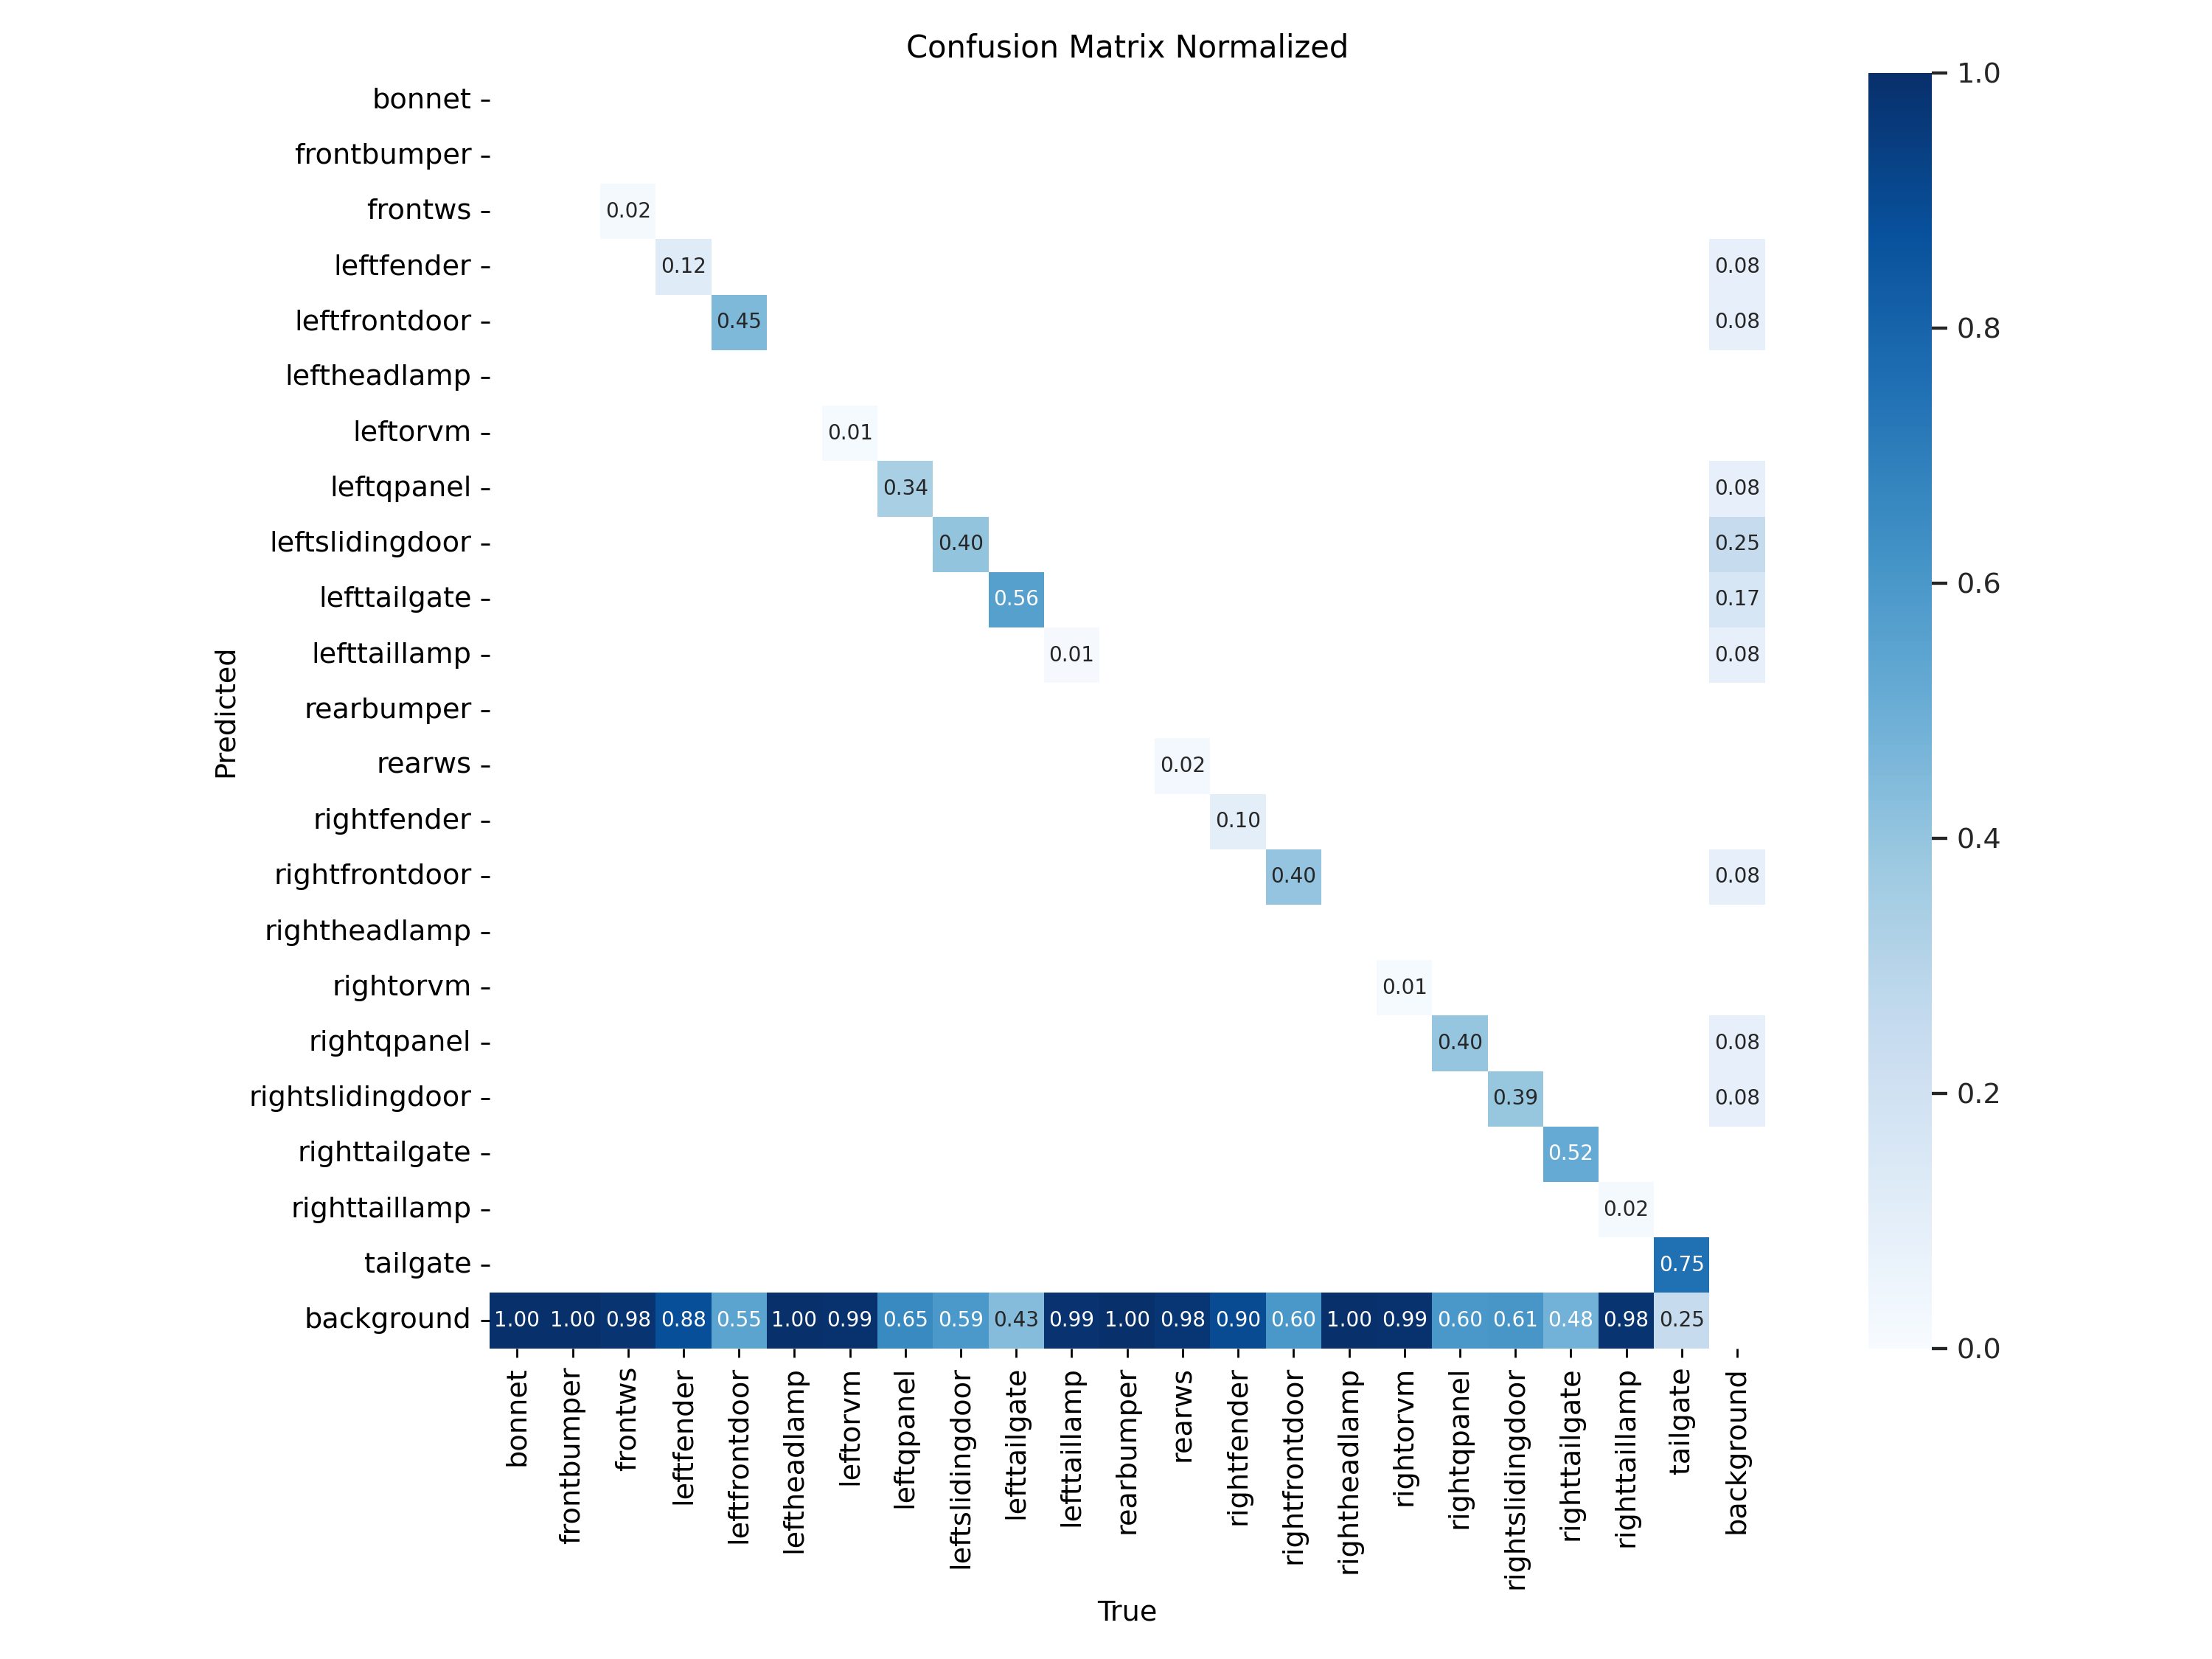 Confusion Matrix Normalized
bonnet
frontbumper
frontws 0.02
leftfender 0.12 0.08
leftfrontdoor 0.45 0.08
leftheadlamp
leftorvm 0.01
leftqpanel 0.34 0.08
leftslidingdoor 0.40 0.25
lefttailgate 0.56 0.17
lefttaillamp 0.01 0.08
rearbumper
rearws 0.02
rightfender 0.10
rightfrontdoor 0.40 0.08
rightheadlamp
rightorvm 0.01
rightqpanel 0.40 0.08
rightslidingdoor 0.39 0.08
righttailgate 0.52
righttaillamp 0.02
tailgate 0.75
background 1.00 1.00 0.98 0.88 0.55 1.00 0.99 0.65 0.59 0.43 0.99 1.00 0.98 0.90 0.60 1.00 0.99 0.60 0.61 0.48 0.98 0.25
Predicted
bonnet
frontbumper
frontws
leftfender
leftfrontdoor
leftheadlamp
leftorvm
leftqpanel
leftslidingdoor
lefttailgate
lefttaillamp
rearbumper
rearws
rightfender
rightfrontdoor
rightheadlamp
rightorvm
rightqpanel
rightslidingdoor
righttailgate
righttaillamp
tailgate
background
True
1.0
0.8
0.6
0.4
0.2
0.0